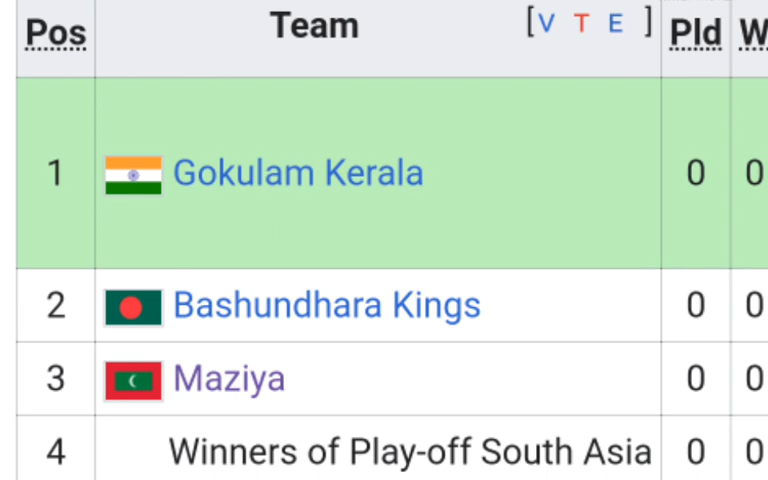 Pos Team [V T E ] Pld W
1 Gokulam Kerala 0 0
2 Bashundhara Kings 0 0
3 Maziya 0 0
4 Winners of Play-off South Asia 0 0